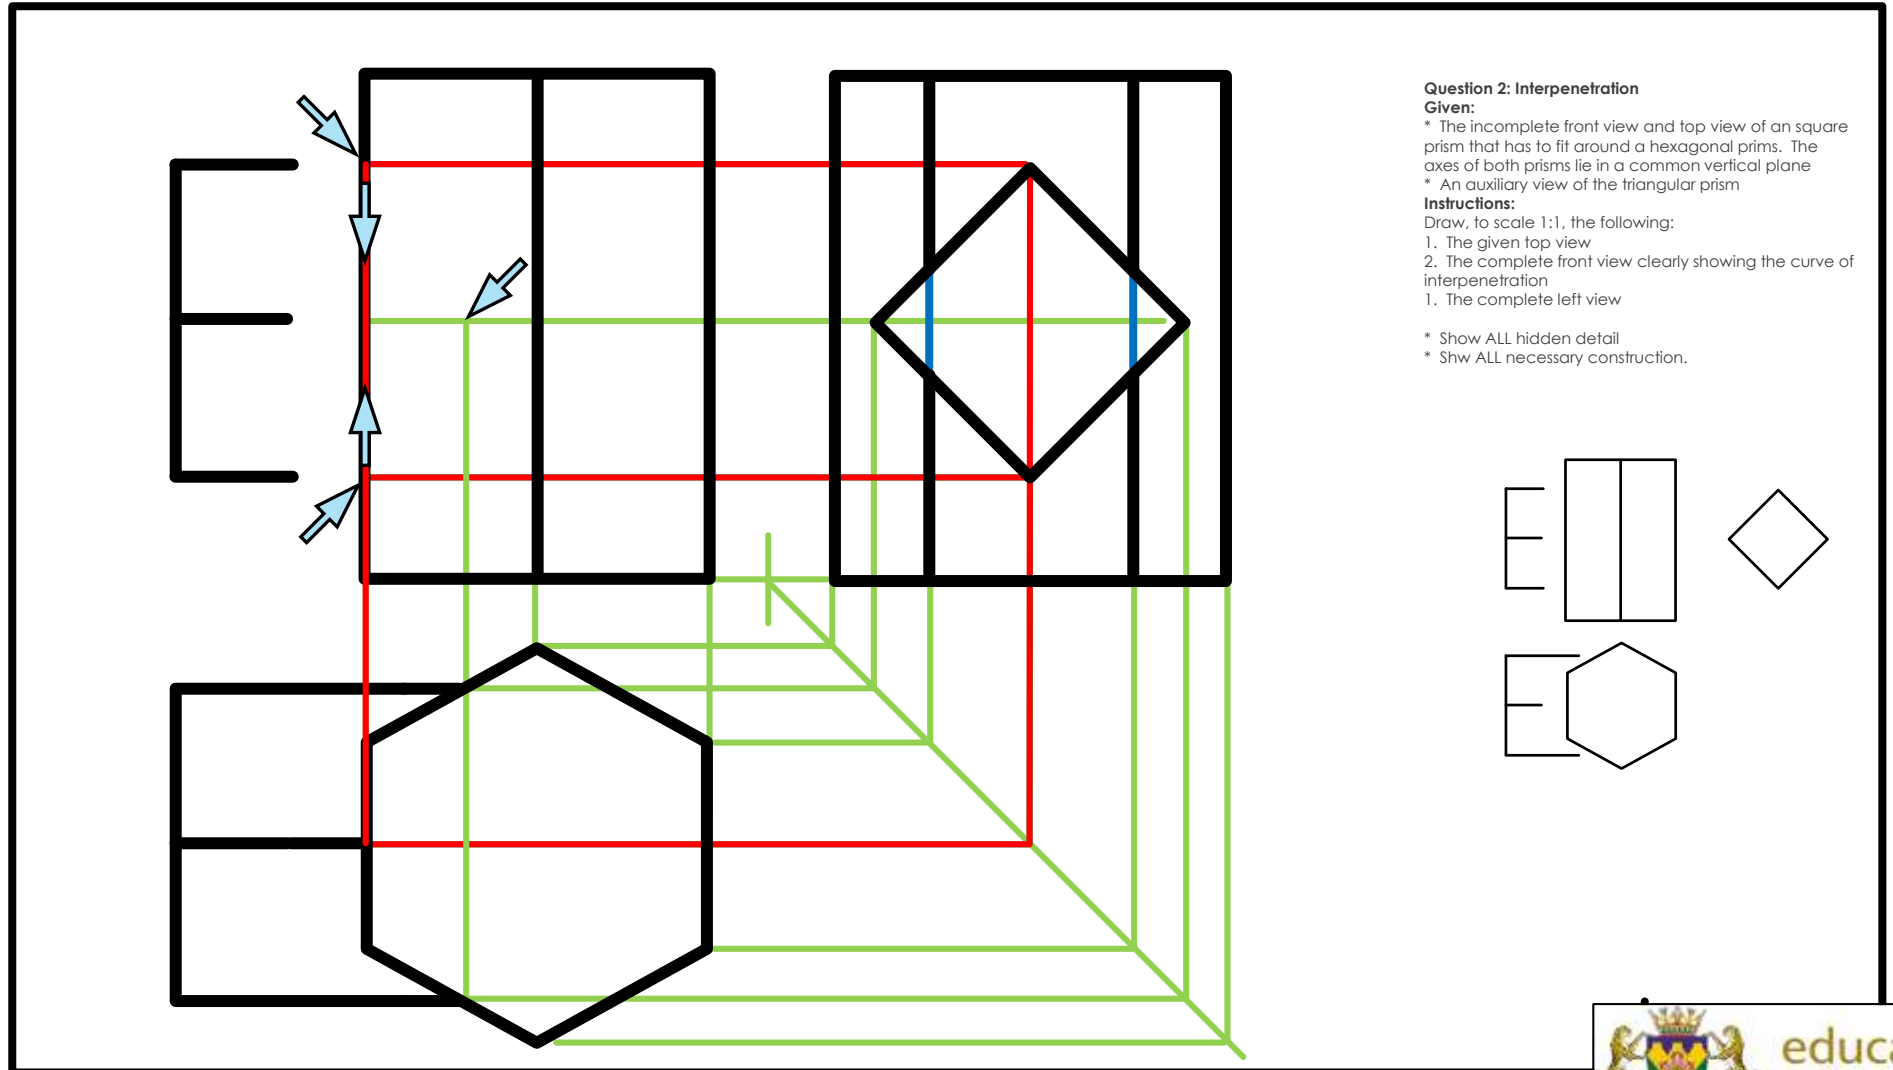 Question 2: Interpenetration
Given:
* The incomplete front view and top view of an square
prism that has to fit around a hexagonal prims. The
axes of both prisms lie in a common vertical plane
* An auxiliary view of the triangular prism
Instructions:
Draw, to scale 1:1, the following:
1. The given top view
2. The complete front view clearly showing the curve of
interpenetration
1. The complete left view
* Show ALL hidden detail
* Shw ALL necessary construction.